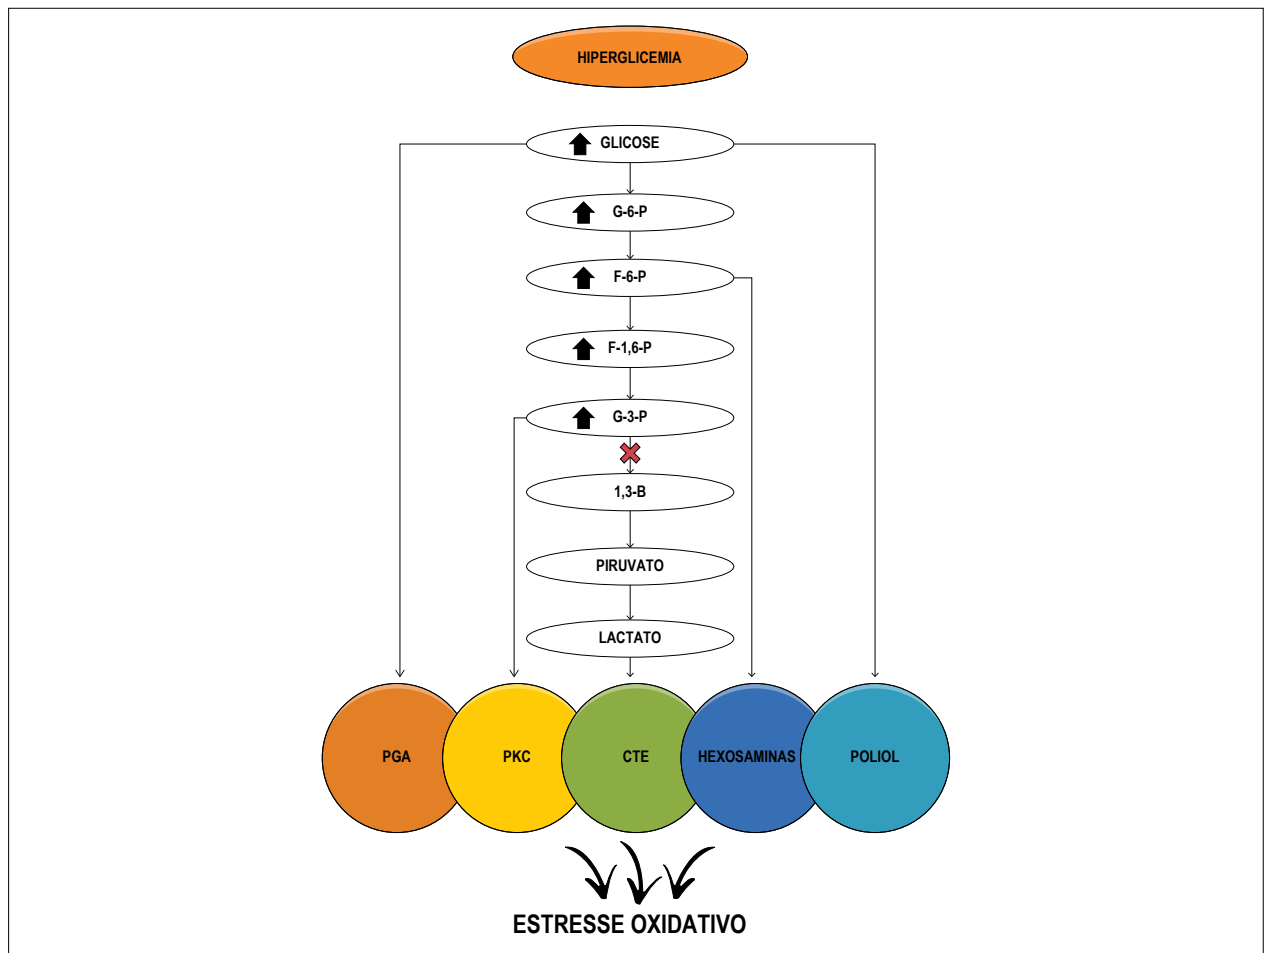 HIPERGLICEMIA
GLICOSE
G-6-P
F-6-P
F-1,6-P
G-3-P
1,3-B
PIRUVATO
LACTATO
PGA
PKC
CTE
HEXOSAMINAS
POLIOL
ESTRESSE OXIDATIVO